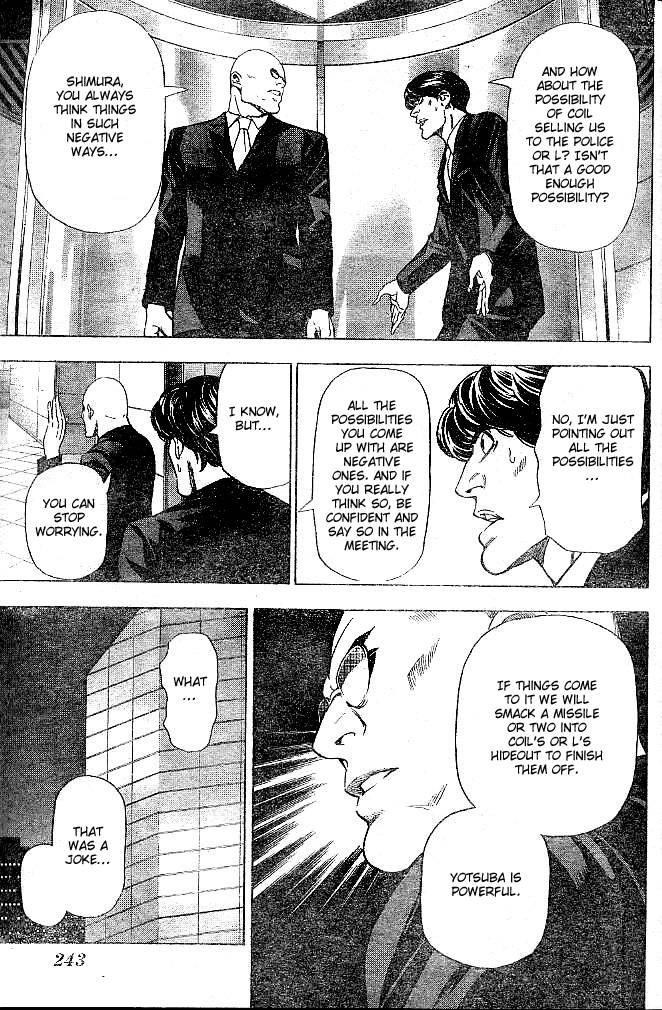 AND HOW
ABOUT THE
POSSIBILITY
OF COIL
SELLING US
TO THE POLICE
OR L? ISN'T
THAT A GOOD
ENOUGH
POSSIBILITY?
SHIMURA,
YOU ALWAYS
THINK THINGS
IN SUCH
NEGATIVE
WAYS...
NO, I'M JUST
POINTING OUT
ALL THE
POSSIBILITIES
...
ALL THE
POSSIBILITIES
YOU COME
UP WITH ARE
NEGATIVE
ONES. AND IF
YOU REALLY
THINK SO, BE
CONFIDENT AND
SAY SO IN THE
MEETING.
I KNOW,
BUT...
YOU CAN
STOP
WORRYING.
IF THINGS COME
TO IT WE WILL
SMACK A MISSILE
OR TWO INTO
COIL'S OR L'S
HIDEOUT TO FINISH
THEM OFF.
YOTSUBA IS
POWERFUL.
WHAT
...
THAT
WAS A
JOKE...
243